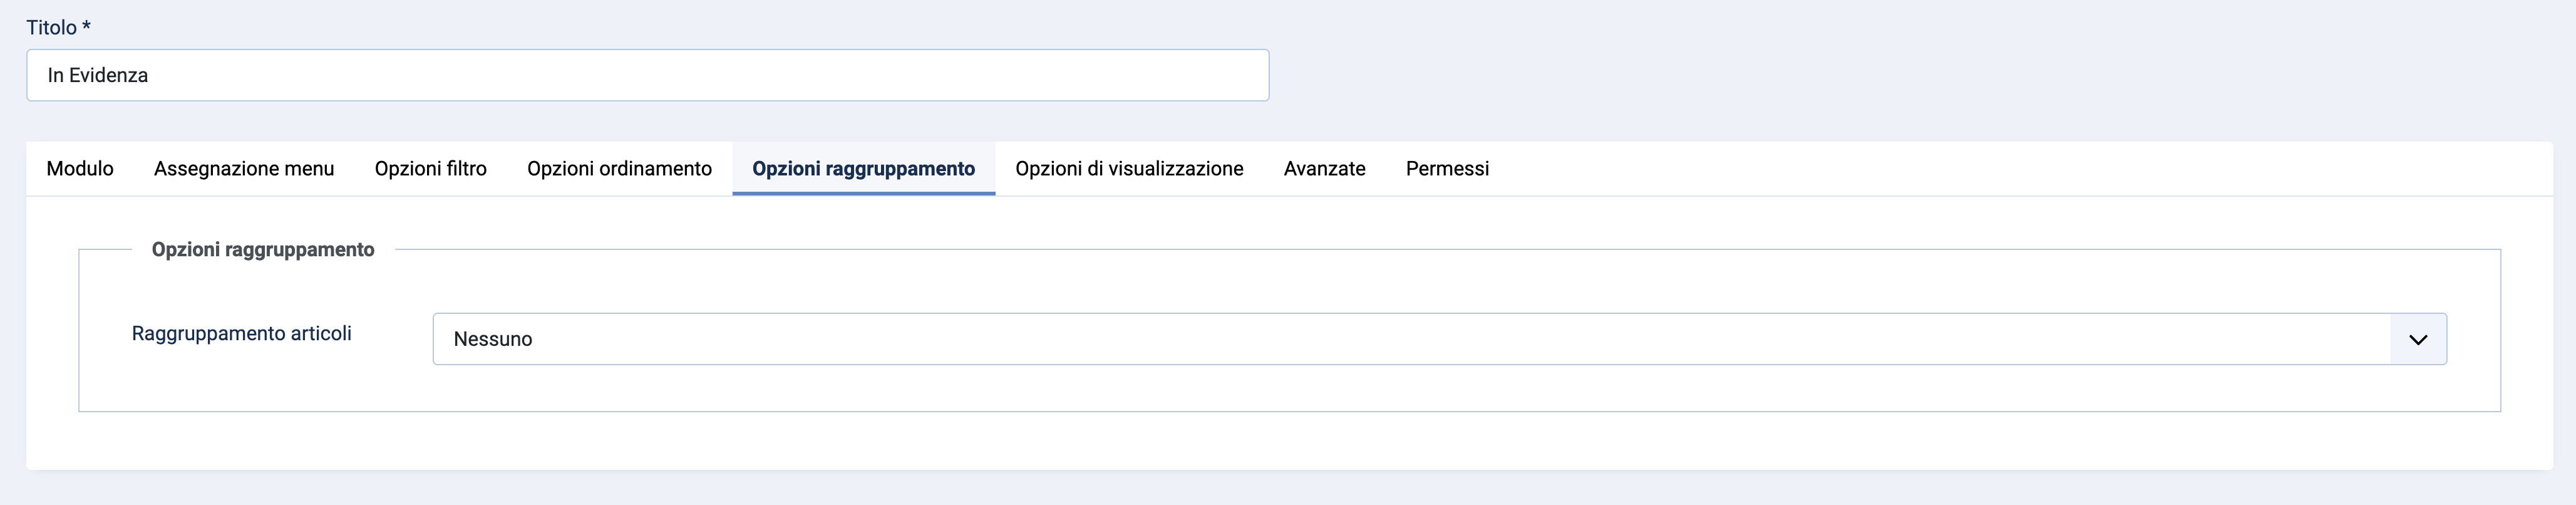 Titolo *
In Evidenza
Modulo Assegnazione menu Opzioni filtro Opzioni ordinamento Opzioni raggruppamento Opzioni di visualizzazione Avanzate Permessi
Opzioni raggruppamento
Raggruppamento articoli Nessuno